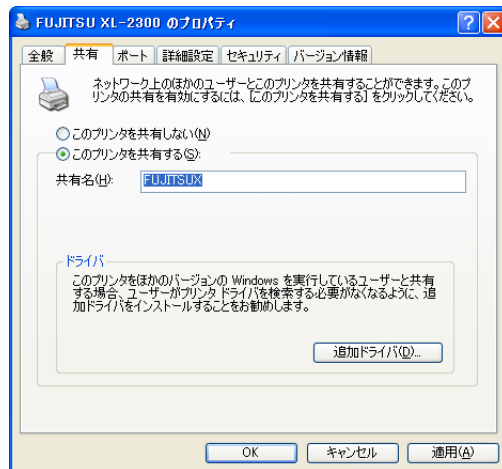 FUJITSU XL-2300 のプロパティ
全般 共有 ポート 詳細設定 セキュリティ バージョン情報
ネットワーク上のほかのユーザーとこのプリンタを共有することができます。このプ
リンタの共有を有効にするには、[このプリンタを共有する] をクリックしてください。
このプリンタを共有しない(N)
このプリンタを共有する(S):
共有名(H): FUJITSUX
ドライバ
このプリンタをほかのバージョンの Windows を実行しているユーザーと共有
する場合、ユーザーがプリンタ ドライバを検索する必要がなくなるように、追
加ドライバをインストールすることをお勧めします。
追加ドライバ(D)...
OK キャンセル 適用(A)